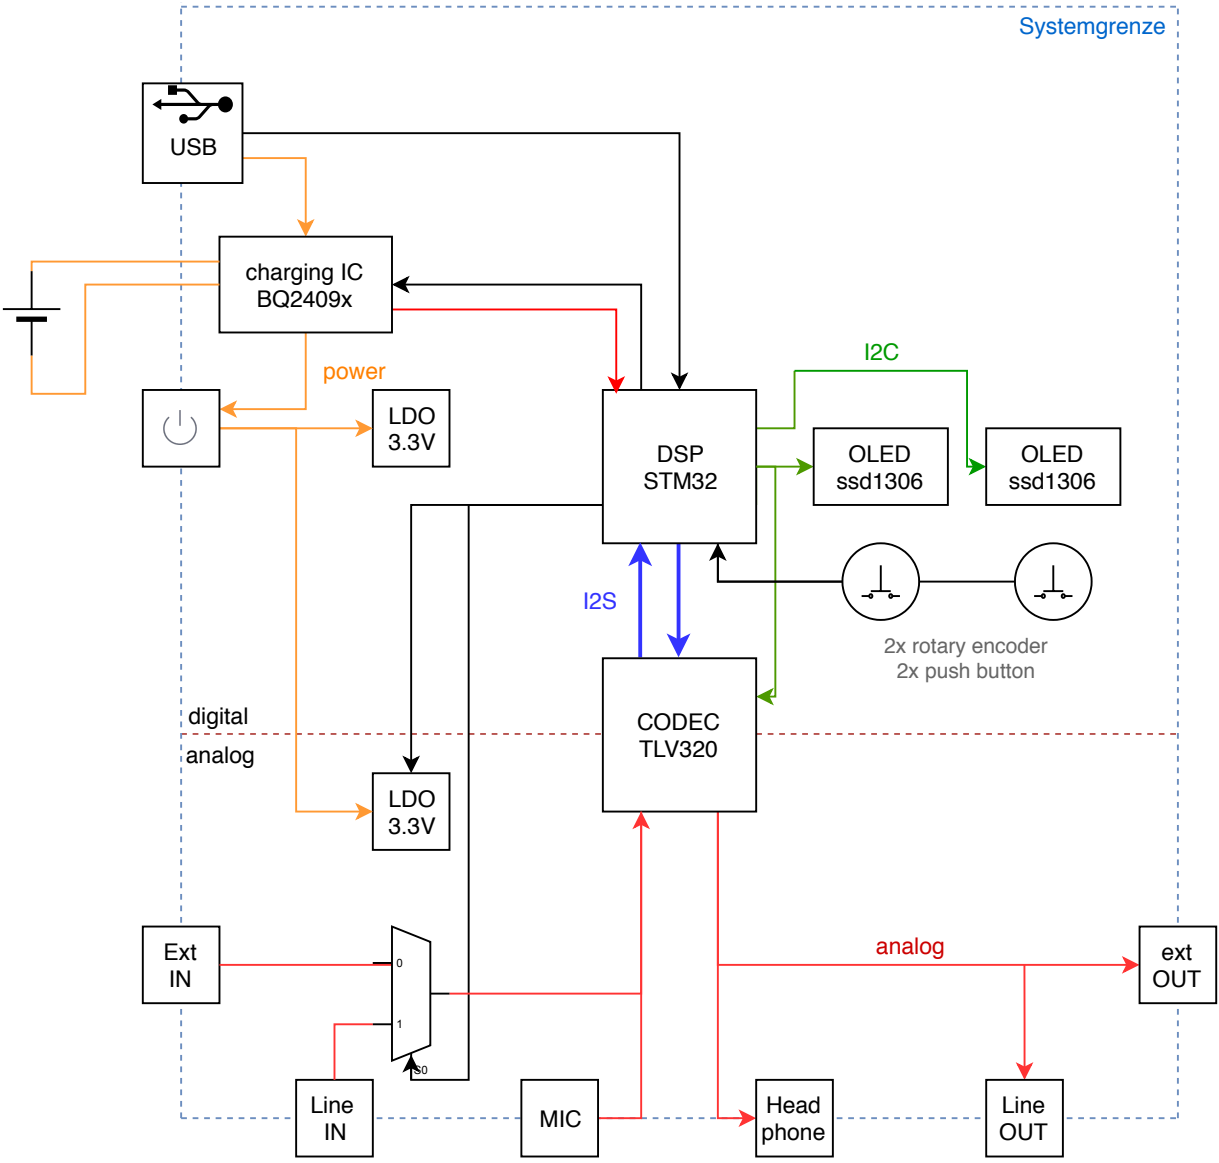 Systemgrenze
USB
charging IC
BQ2409x
power
LDO
3.3V
I2C
DSP
STM32
OLED
ssd1306
OLED
ssd1306
I2S
2x rotary encoder
2x push button
digital
analog
CODEC
TLV320
LDO
3.3V
Ext
IN
0
1
S0
analog
ext
OUT
Line
IN
MIC
Head
phone
Line
OUT